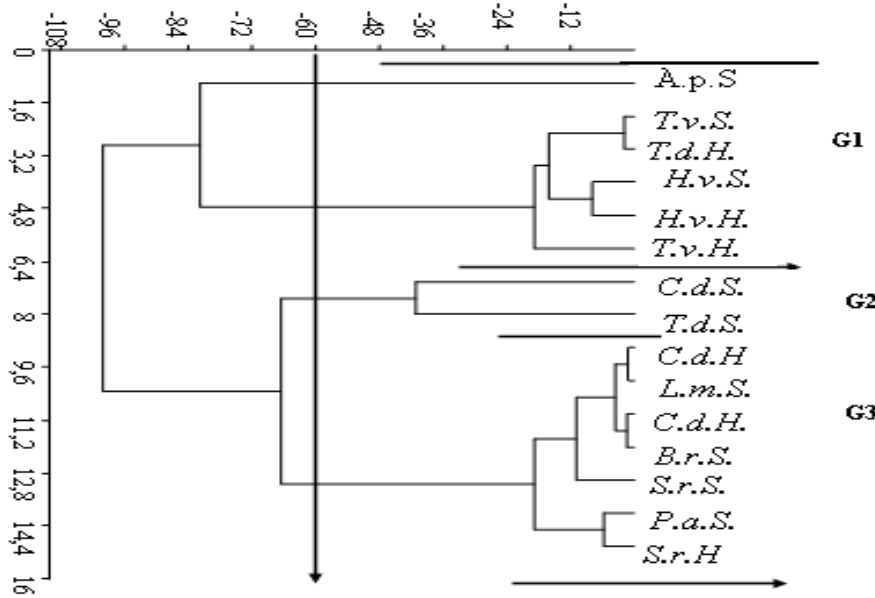 -108
-96
-84
-72
-60
-48
-36
-24
-12
0
1,6
3,2
4,8
6,4
8
9,6
11,2
12,8
14,4
16
A.p.S
T.v.S.
T.d.H.
H.v.S.
H.v.H.
T.v.H.
G1
C.d.S.
T.d.S.
G2
C.d.H
L.m.S.
C.d.H.
B.r.S.
S.r.S.
P.a.S.
S.r.H
G3